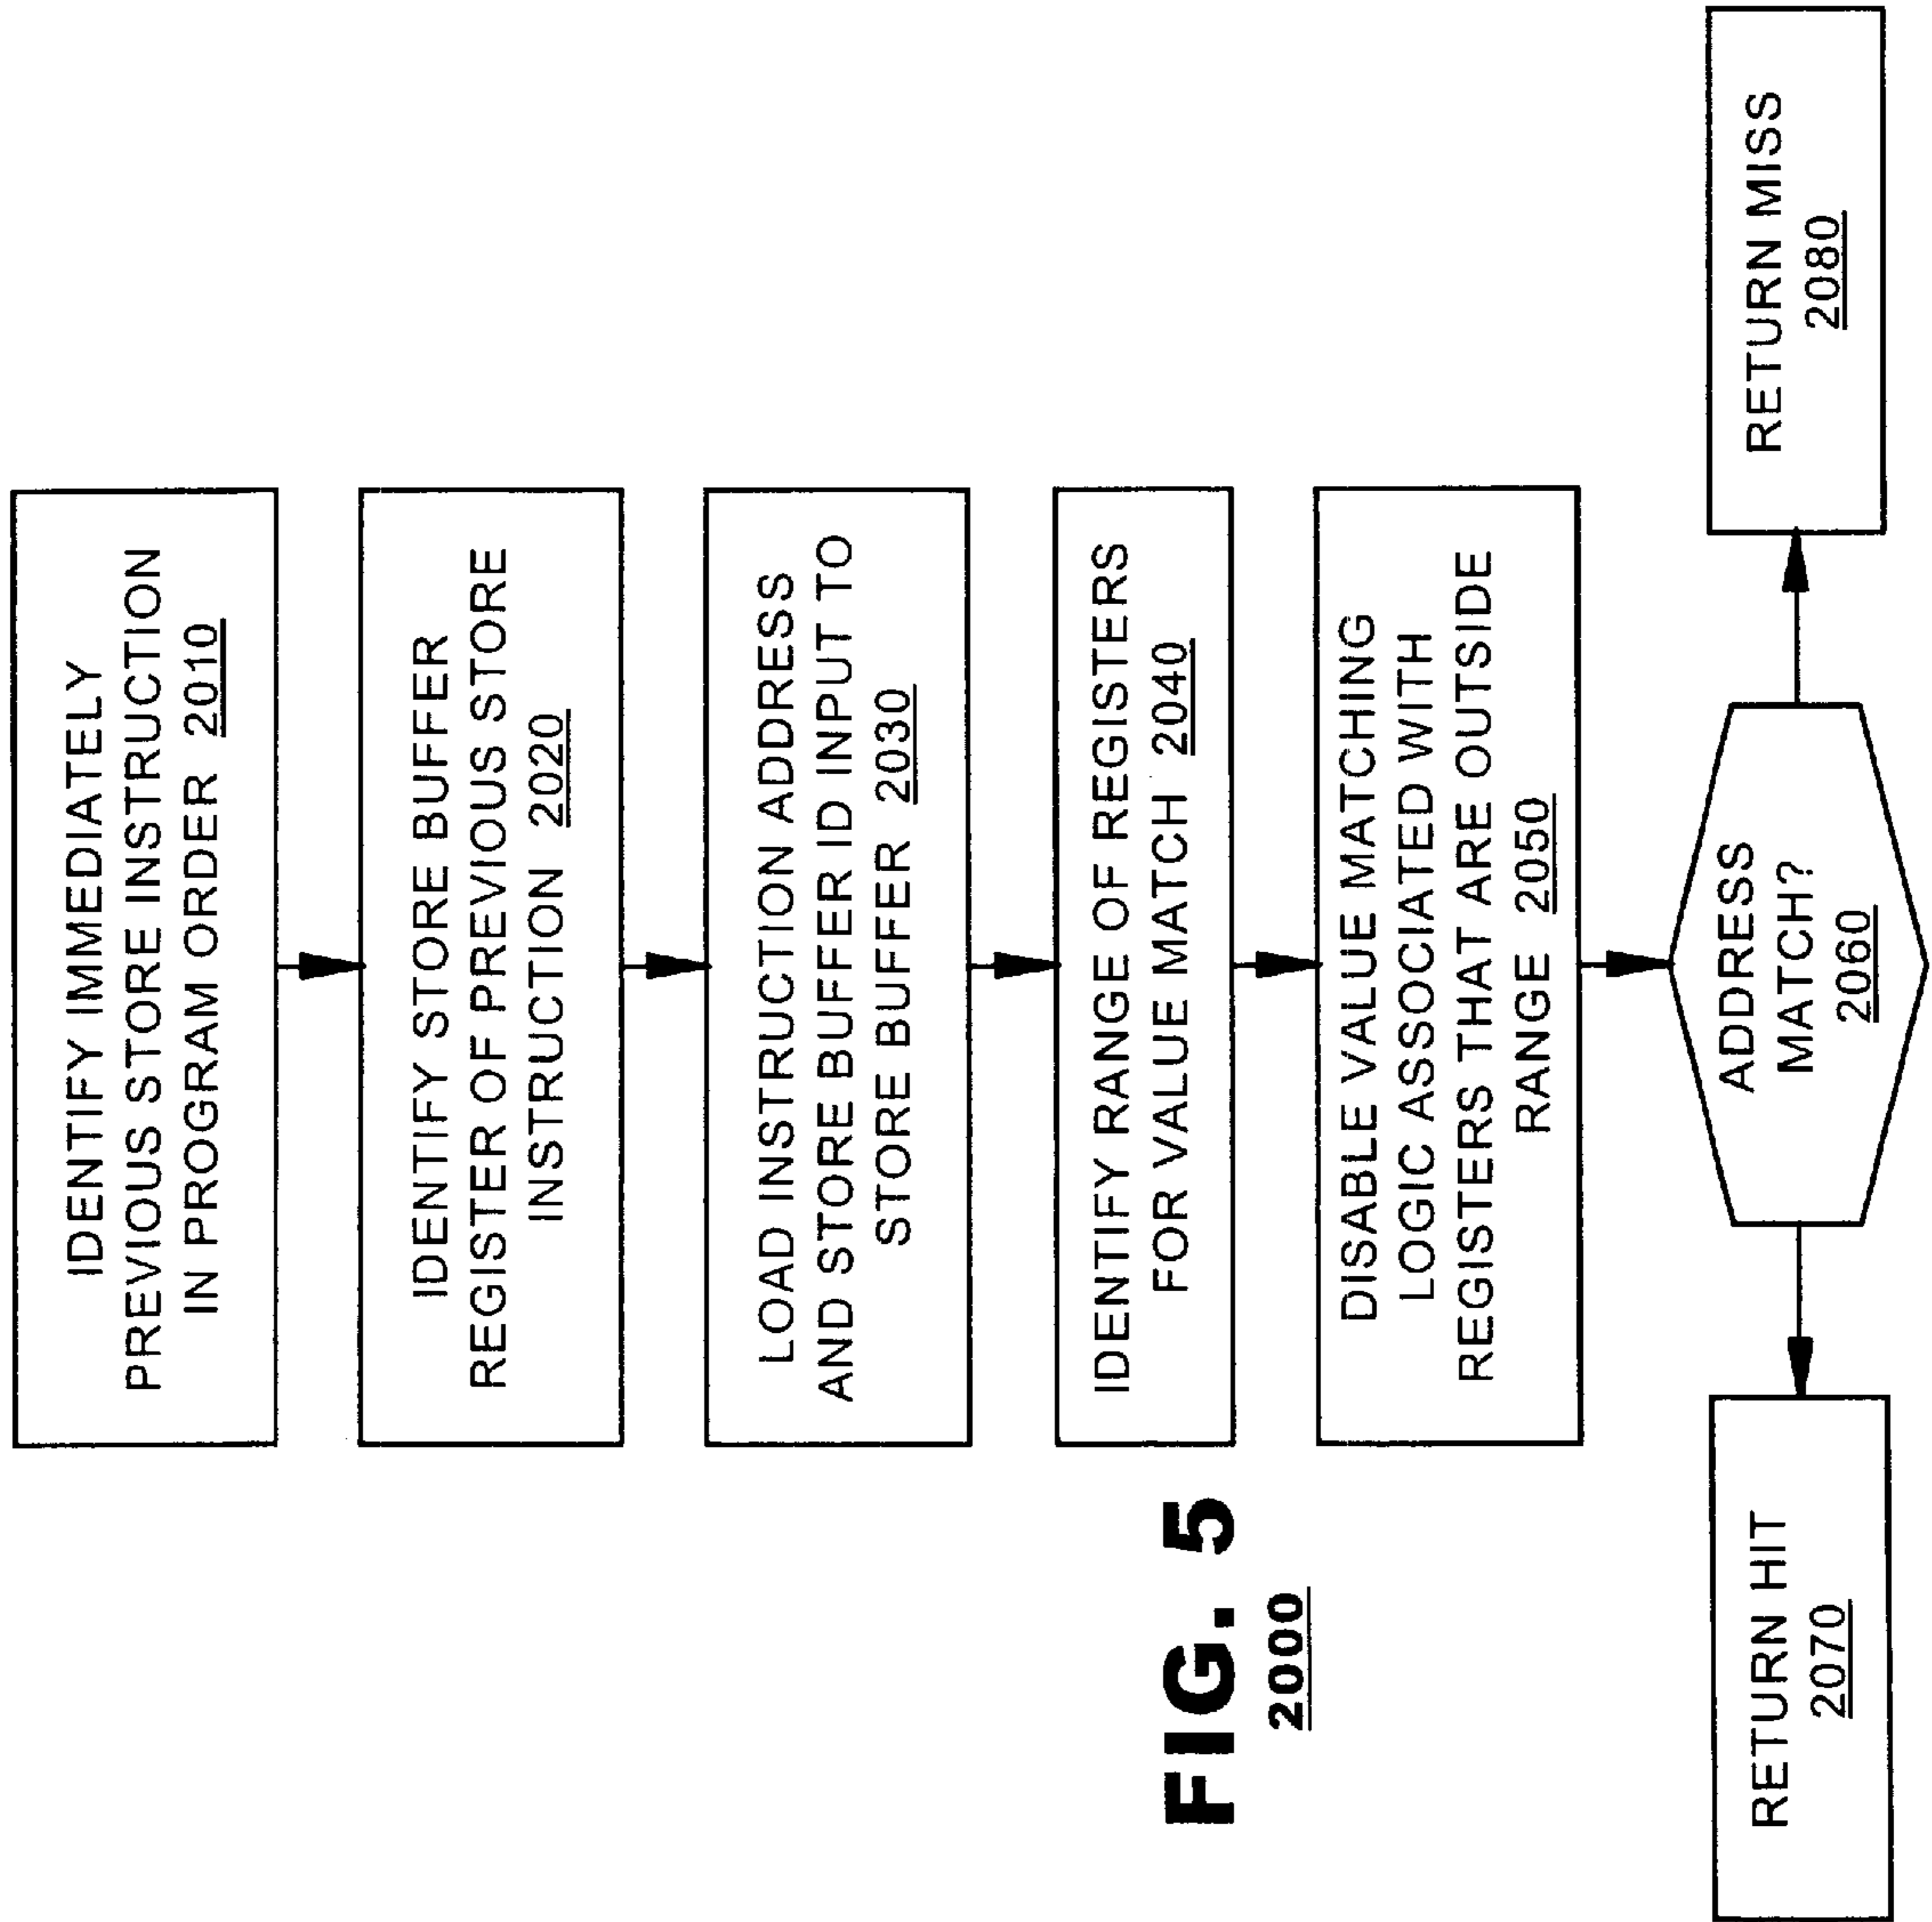 IDENTIFY IMMEDIATELY
PREVIOUS STORE INSTRUCTION
IN PROGRAM ORDER 2010
IDENTIFY STORE BUFFER
REGISTER OF PREVIOUS STORE
INSTRUCTION 2020
LOAD INSTRUCTION ADDRESS
AND STORE BUFFER ID INPUT TO
STORE BUFFER 2030
IDENTIFY RANGE OF REGISTERS
FOR VALUE MATCH 2040
DISABLE VALUE MATCHING
LOGIC ASSOCIATED WITH
REGISTERS THAT ARE OUTSIDE
RANGE 2050
ADDRESS
MATCH?
2060
RETURN HIT
2070
RETURN MISS
2080
FIG. 5
2000